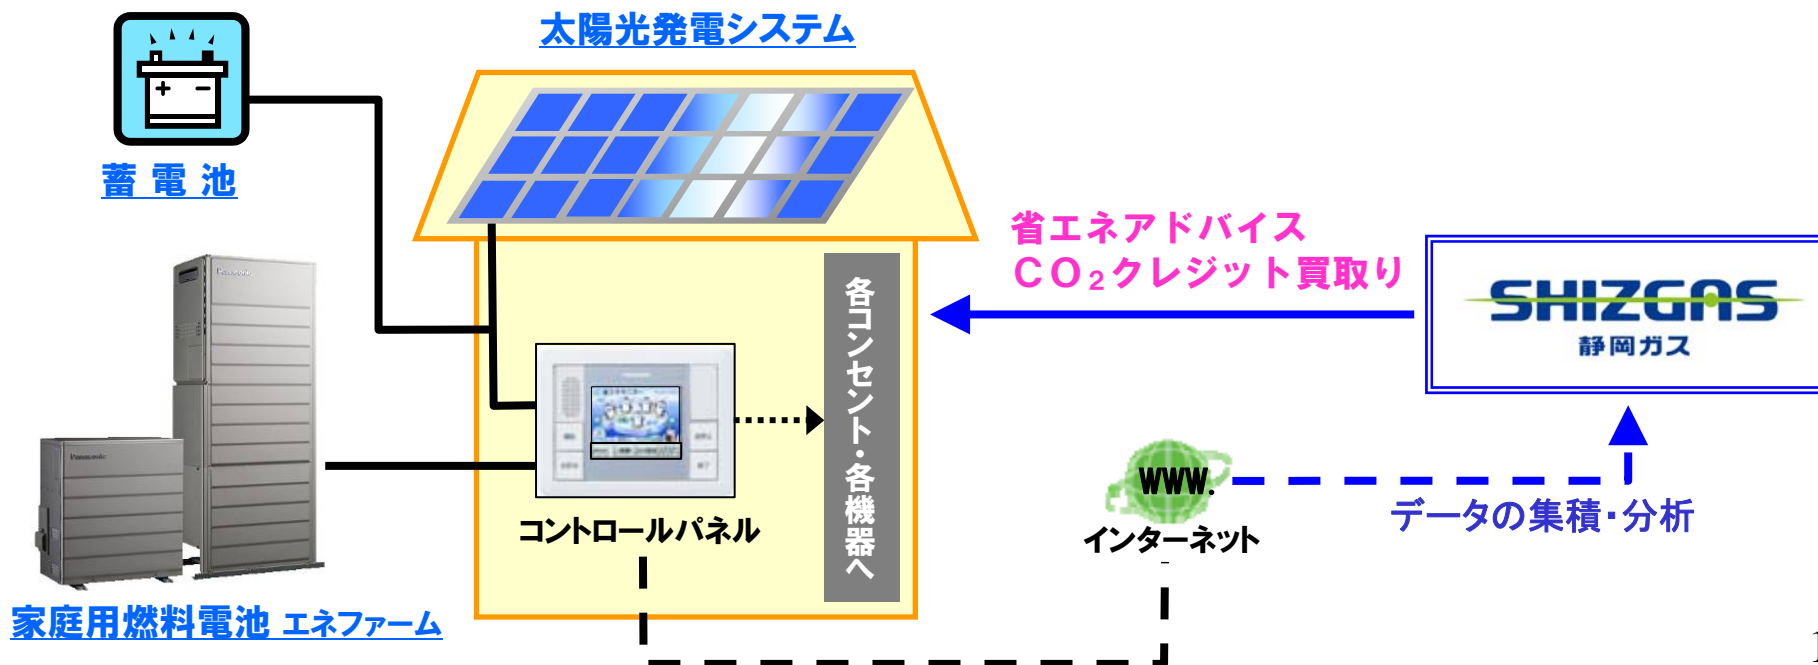 太陽光発電システム
蓄電池
省エネアドバイス
CO₂クレジット買取り
SHIZGAS
静岡ガス
Panasonic
Panasonic
各コンセント・各機器へ
コントロールパネル
WWW.
インターネット
データの集積・分析
家庭用燃料電池 エネファーム